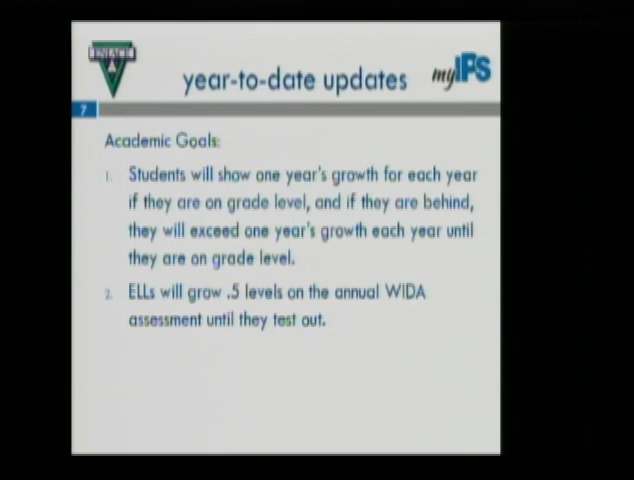 ENLACE
year-to-date updates
myIPS
7
Academic Goals:
1. Students will show one year's growth for each year
if they are on grade level, and if they are behind,
they will exceed one year's growth each year until
they are on grade level.
2. ELLs will grow .5 levels on the annual WIDA
assessment until they test out.